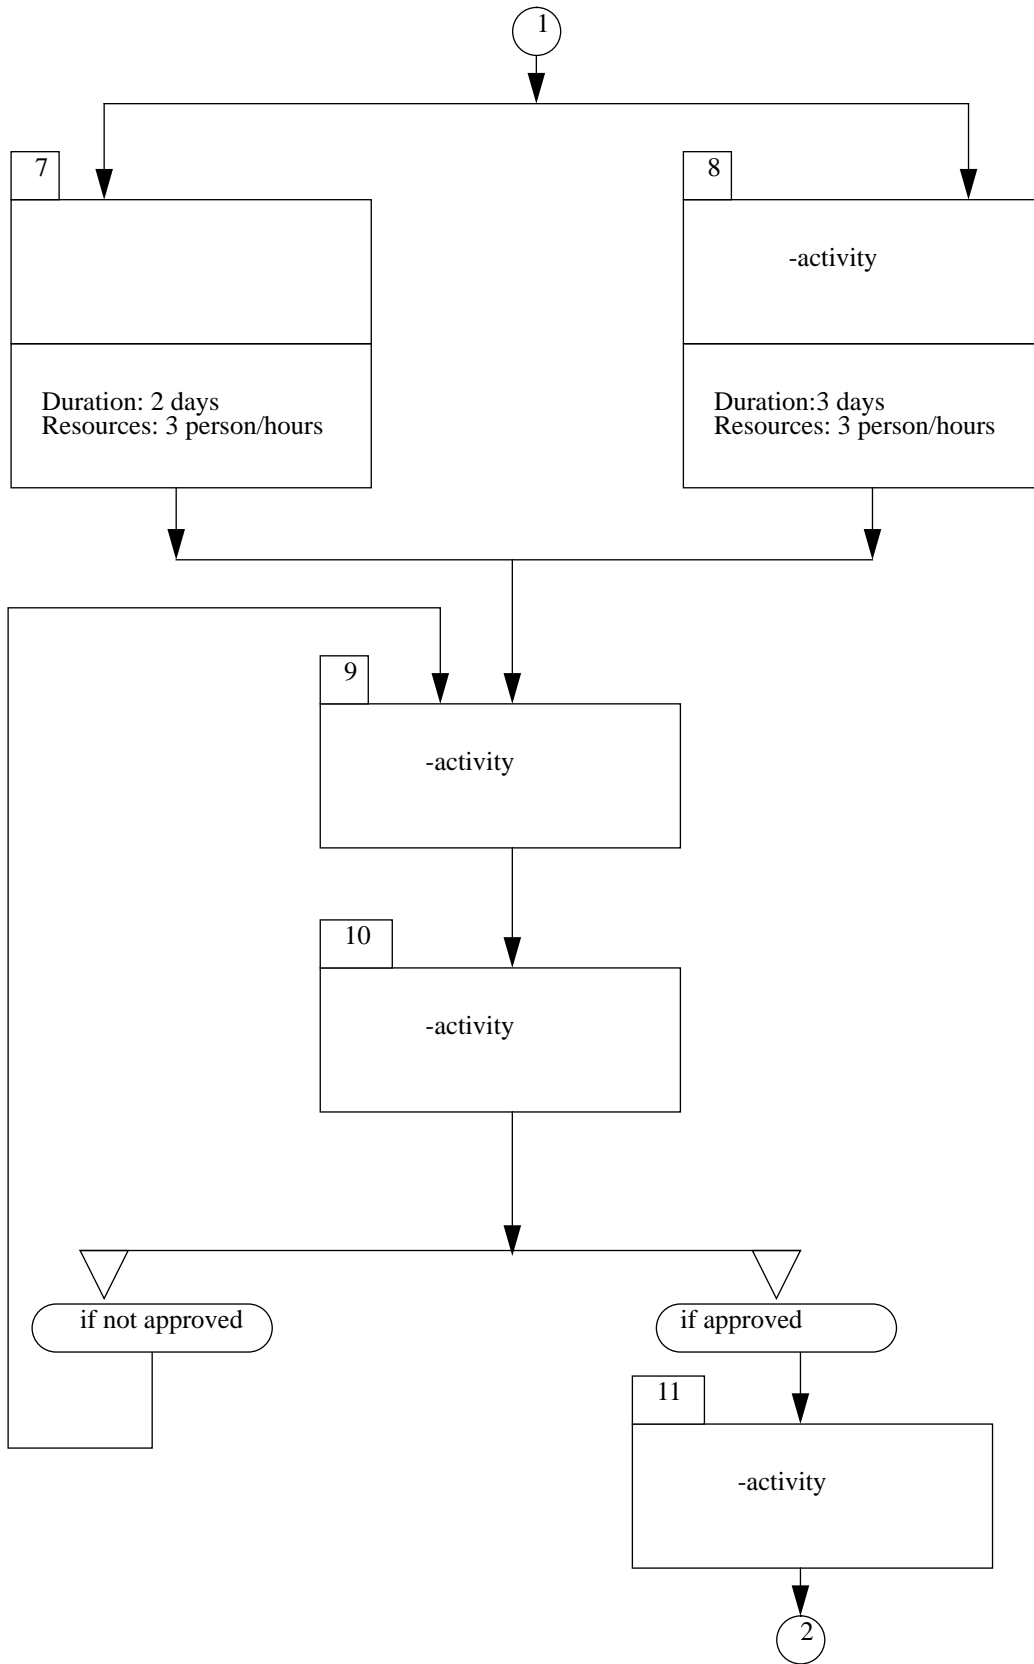 1
7
8
-activity
Duration: 2 days
Resources: 3 person/hours
Duration:3 days
Resources: 3 person/hours
9
-activity
10
-activity
if not approved
if approved
11
-activity
2